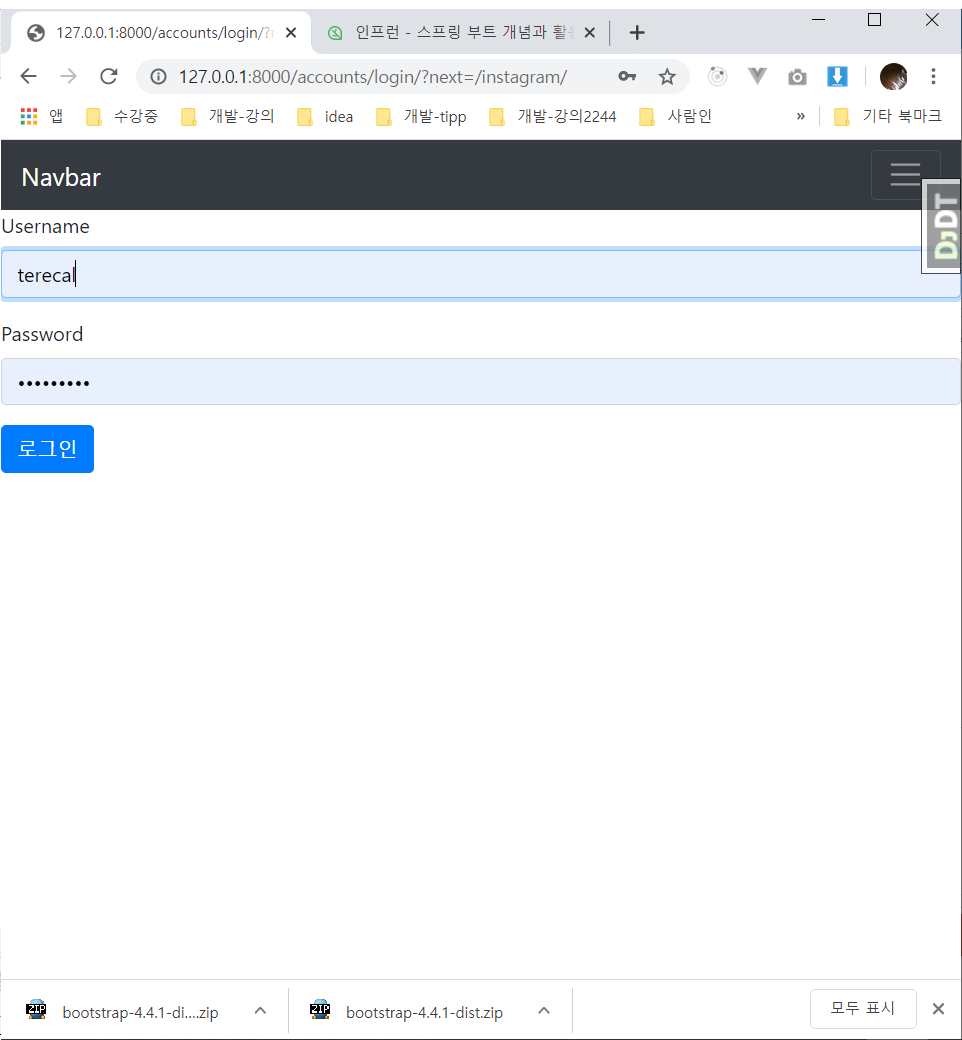 127.0.0.1:8000/accounts/login/?
인프런 - 스프링 부트 개념과 활
127.0.0.1:8000/accounts/login/?next=/instagram/
앱 수강중 개발-강의 idea 개발-tipp 개발-강의2244 사람인 » 기타 북마크
Navbar
DJDT
Username
terecal
Password
로그인
ZIP bootstrap-4.4.1-di....zip ZIP bootstrap-4.4.1-dist.zip 모두 표시